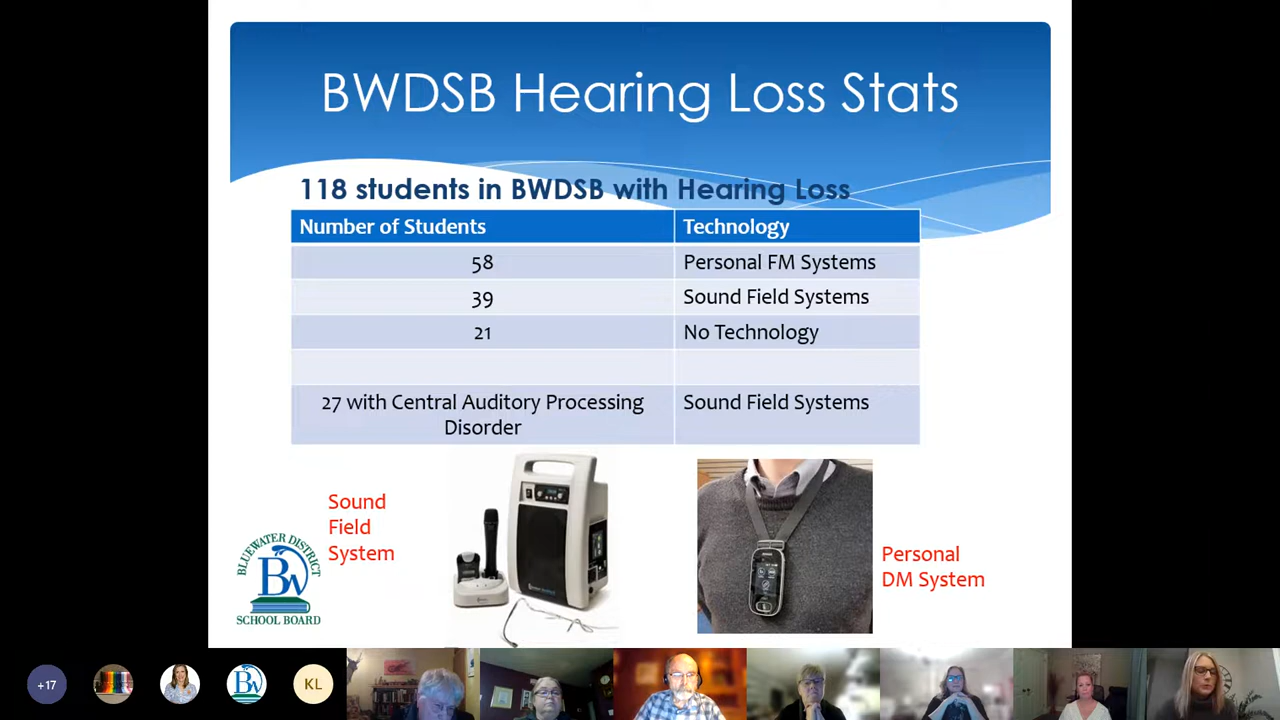 BWDSB Hearing Loss Stats
118 students in BWDSB with Hearing Loss
Number of Students Technology
58 Personal FM Systems
39 Sound Field Systems
21 No Technology
27 with Central Auditory Processing Sound Field Systems
Disorder
Sound
Field
System
Personal
DM System
BLUEWATER DISTRICT
BW
SCHOOL BOARD
+17
BW
KL